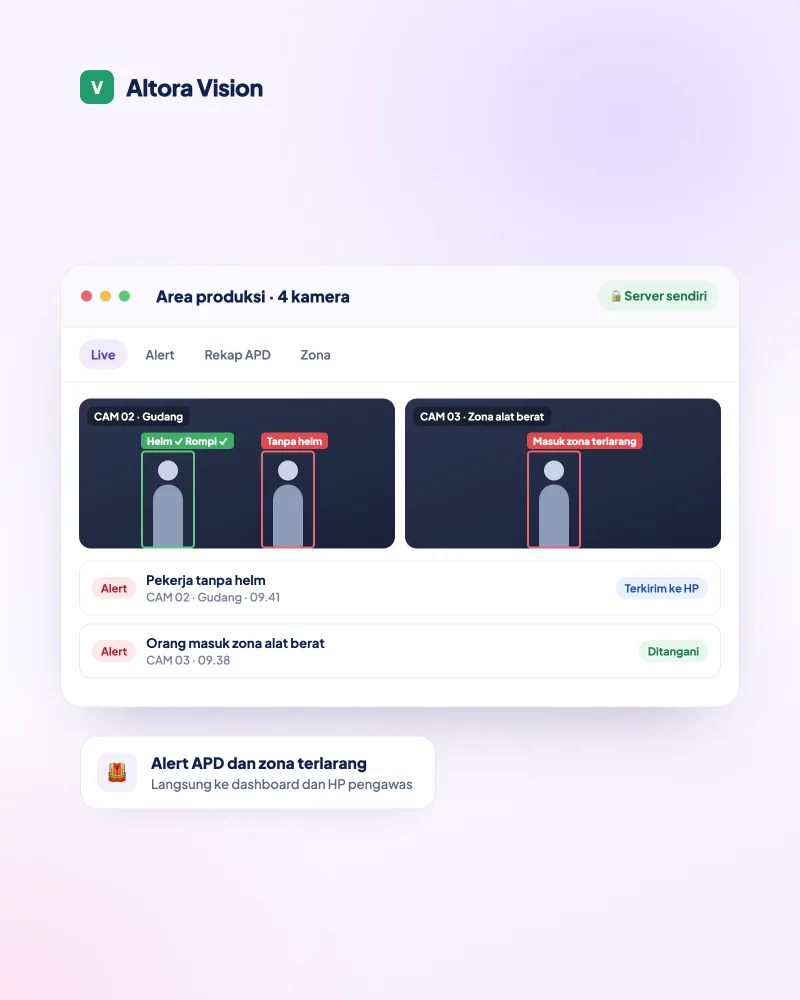 V
Altora Vision
Area produksi · 4 kamera
🔒 Server sendiri
Live
Alert
Rekap APD
Zona
CAM 02 · Gudang
Helm ✓ Rompi ✓
Tanpa helm
CAM 03 · Zona alat berat
Masuk zona terlarang
Alert
Pekerja tanpa helm
CAM 02 · Gudang · 09.41
Terkirim ke HP
Alert
Orang masuk zona alat berat
CAM 03 · 09.38
Ditangani
Alert APD dan zona terlarang
Langsung ke dashboard dan HP pengawas